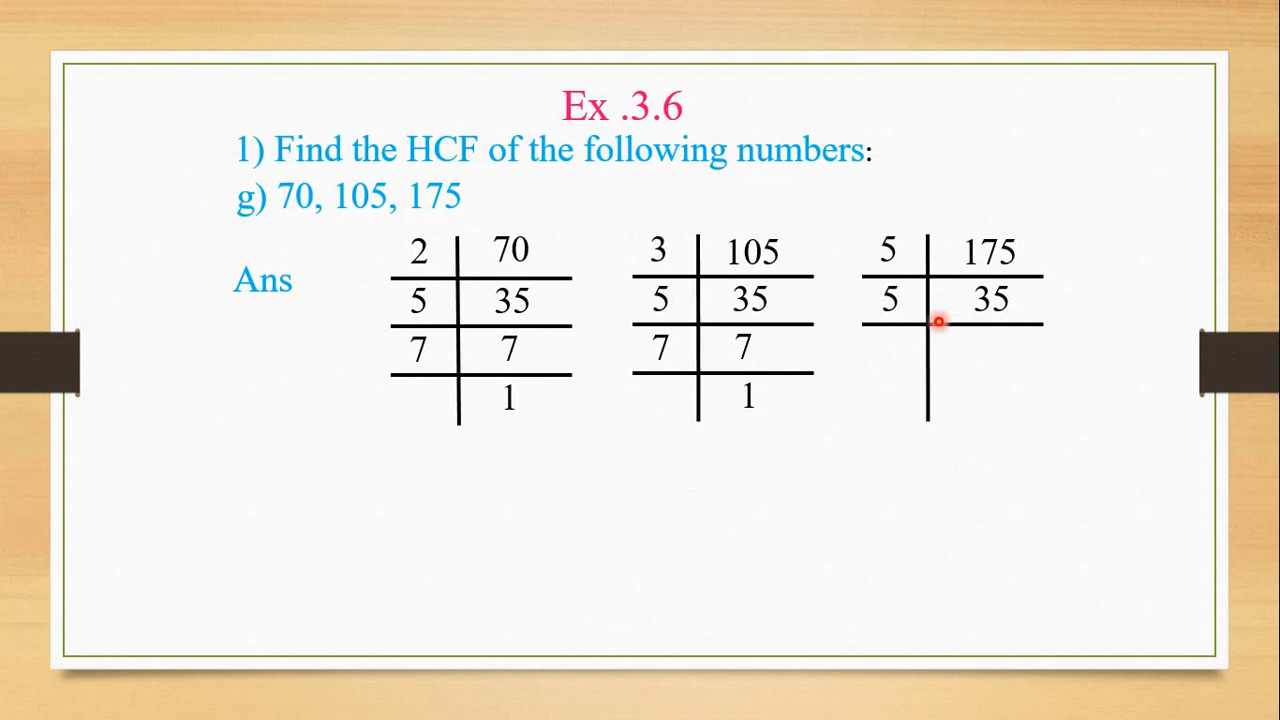 Ex .3.6
1) Find the HCF of the following numbers:
g) 70, 105, 175
Ans
2 70
5 35
7 7
1
3 105
5 35
7 7
1
5 175
5 35